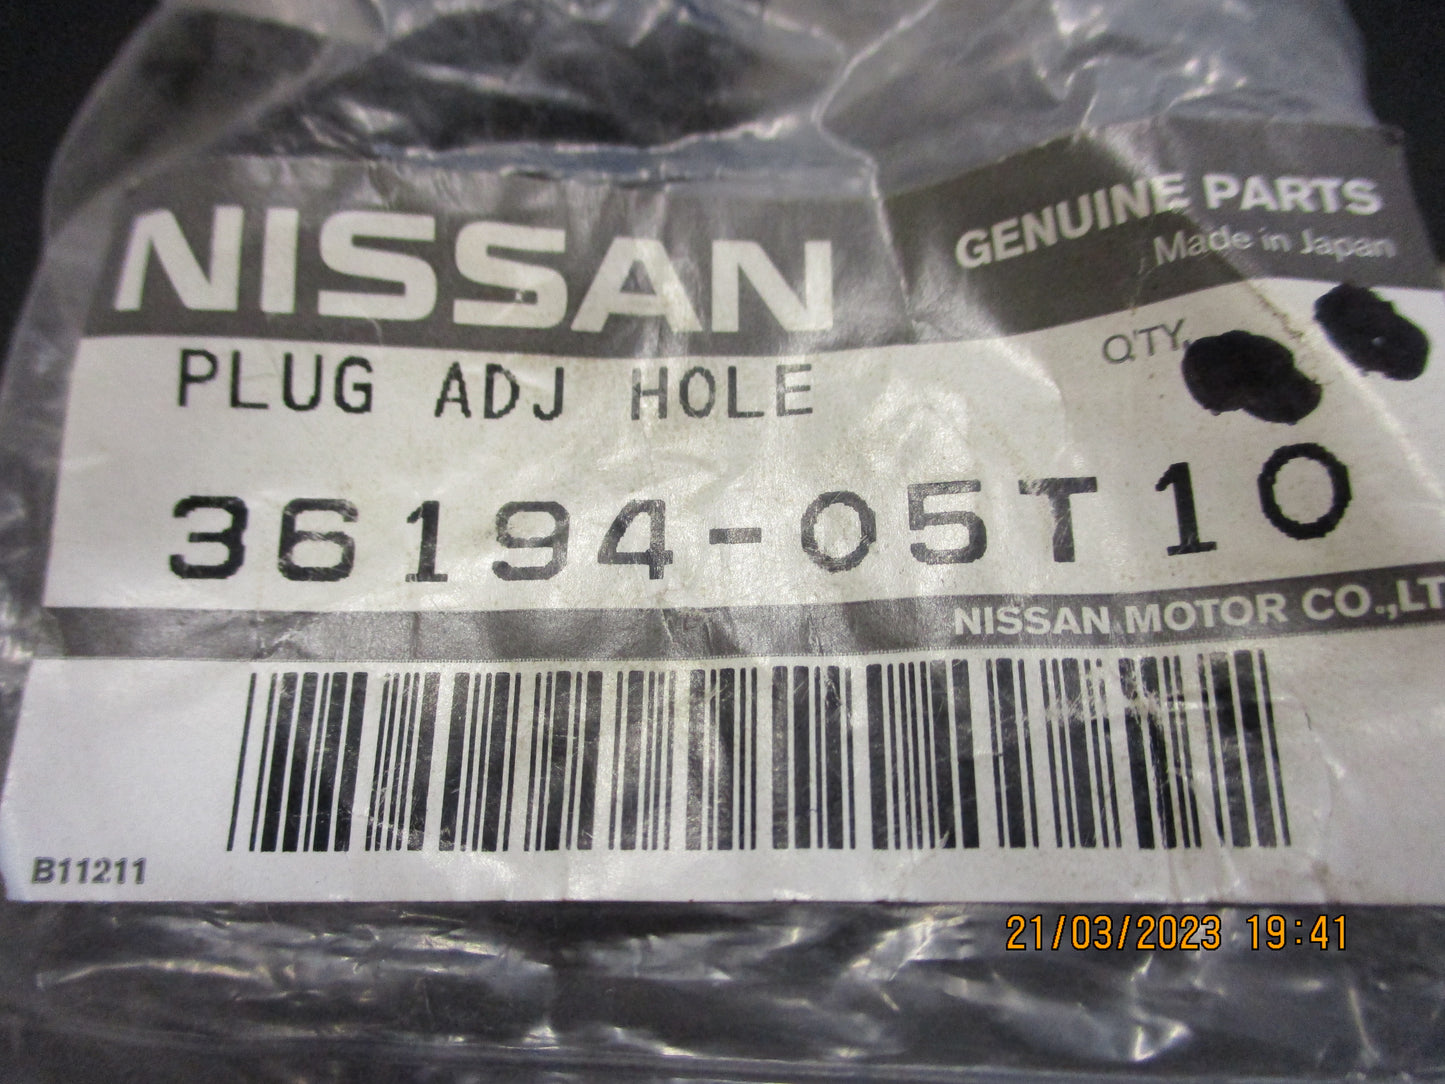 NISSAN
GENUINE PARTS
Made in Japan
PLUG ADJ HOLE
Q'TY
36194-05T10
NISSAN MOTOR CO.,LT
B11211
21/03/2023 19:41